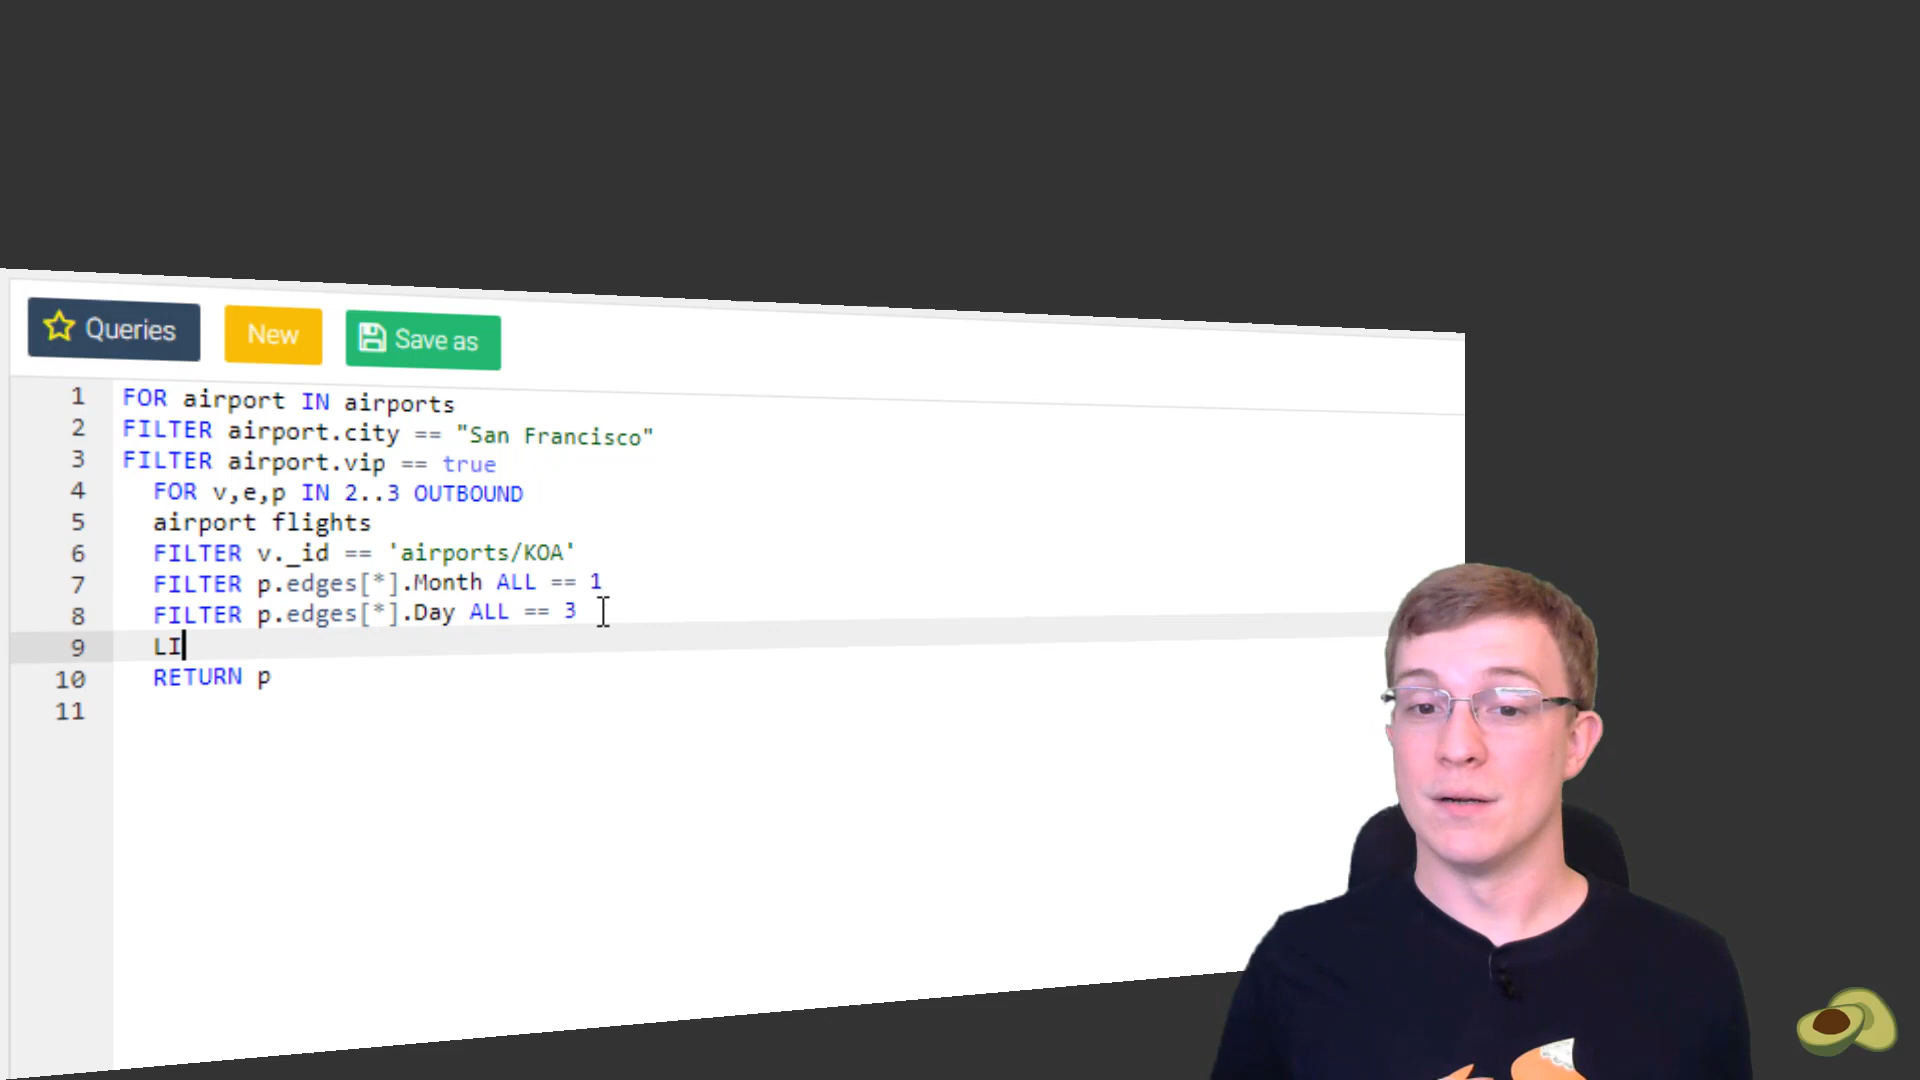 Queries New Save as
1 FOR airport IN airports
2 FILTER airport.city == "San Francisco"
3 FILTER airport.vip == true
4 FOR v,e,p IN 2..3 OUTBOUND
5 airport flights
6 FILTER v._id == 'airports/KOA'
7 FILTER p.edges[*].Month ALL == 1
8 FILTER p.edges[*].Day ALL == 3
9 LI
10 RETURN p
11